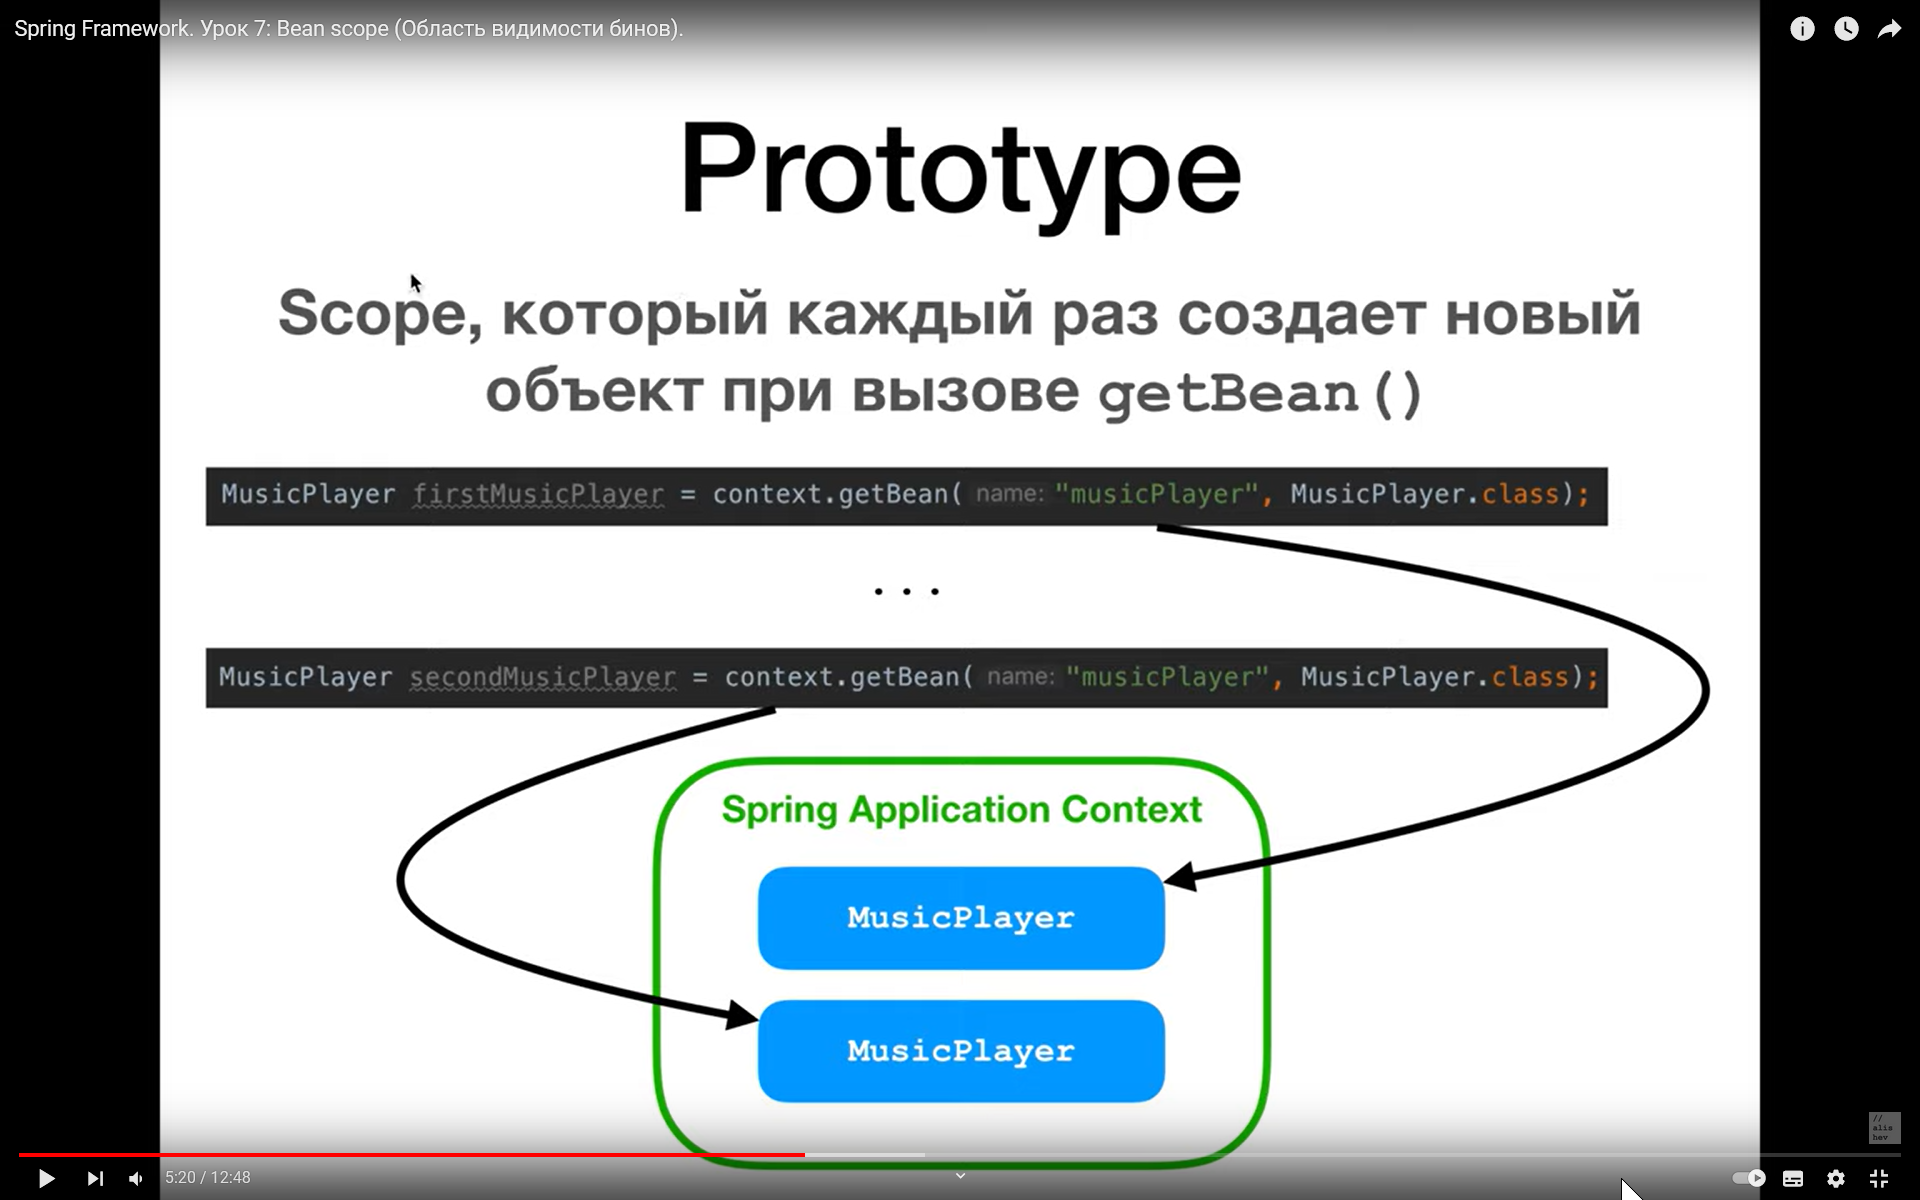 Spring Framework. Урок 7: Bean scope (Область видимости бинов).
Prototype
Scope, который каждый раз создает новый
объект при вызове getBean()
MusicPlayer firstMusicPlayer = context.getBean( name: "musicPlayer", MusicPlayer.class);
...
MusicPlayer secondMusicPlayer = context.getBean( name: "musicPlayer", MusicPlayer.class);
Spring Application Context
MusicPlayer
MusicPlayer
//
alis
hev
5:20 / 12:48